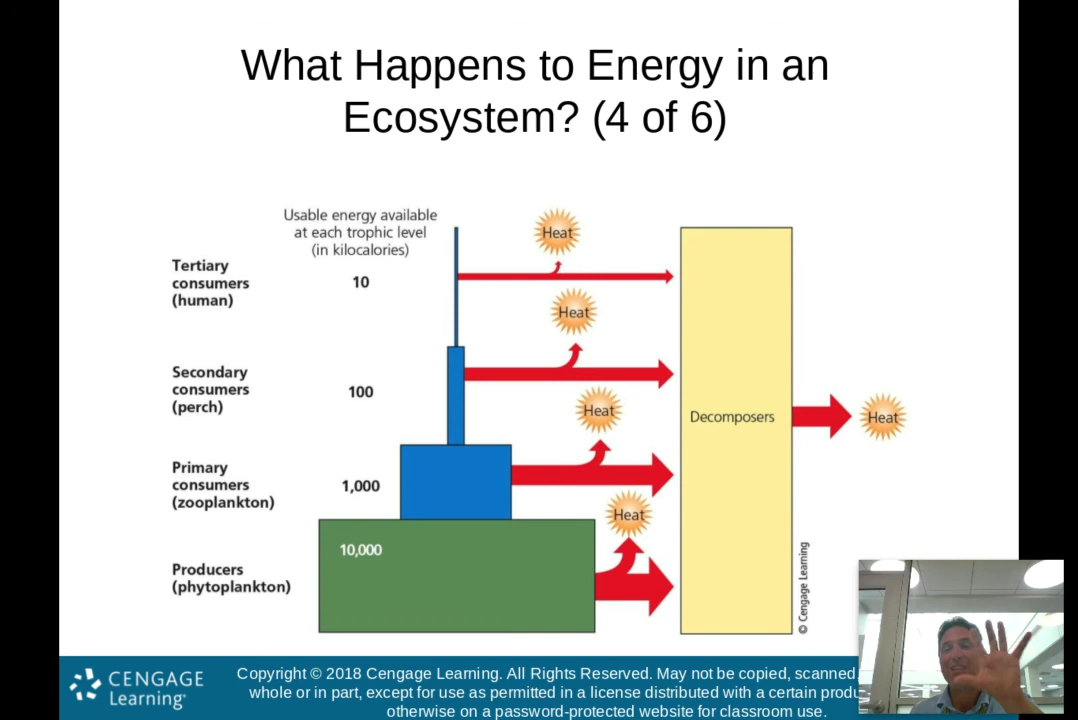 What Happens to Energy in an
Ecosystem? (4 of 6)
Usable energy available
at each trophic level
(in kilocalories)
Heat
Tertiary
consumers
(human)
10
Heat
Secondary
consumers
(perch)
100
Heat
Decomposers
Heat
Primary
consumers
(zooplankton)
1,000
Heat
10,000
Producers
(phytoplankton)
© Cengage Learning
CENGAGE
Learning
Copyright © 2018 Cengage Learning. All Rights Reserved. May not be copied, scanned,
whole or in part, except for use as permitted in a license distributed with a certain
otherwise on a password-protected website for classroom use.